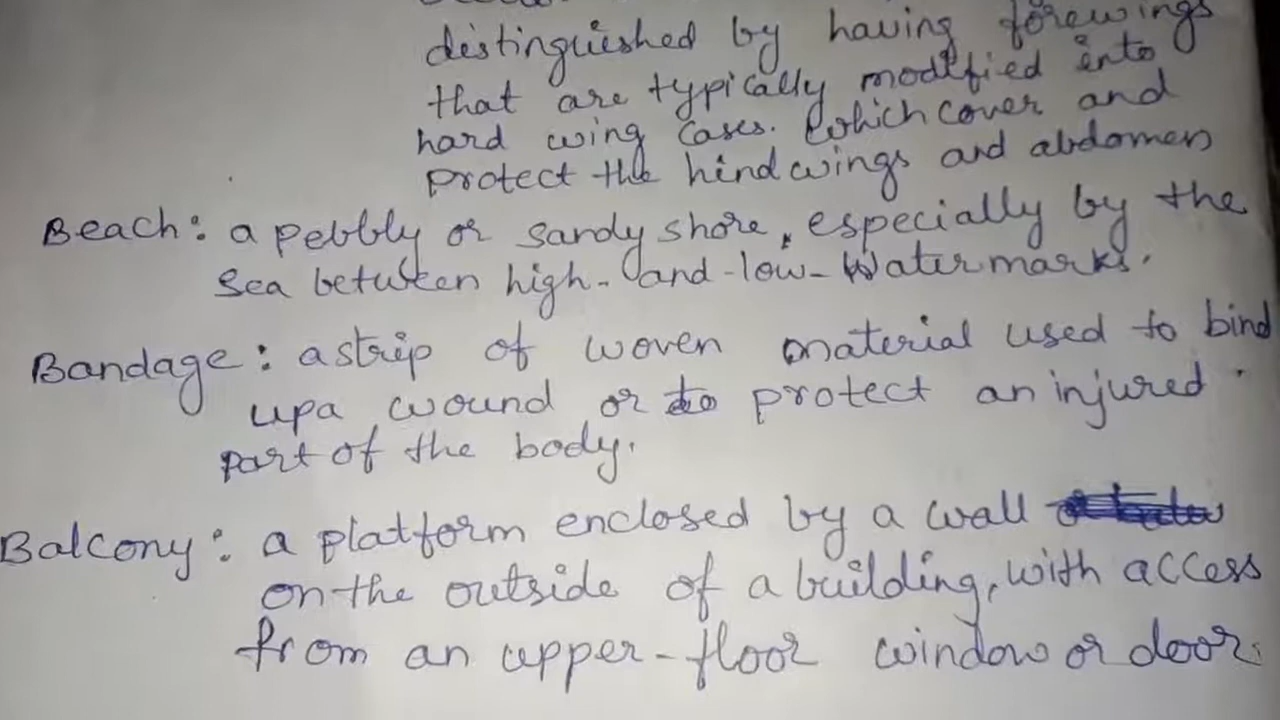 distinguished by having forewings
that are typically modified into
hard wing cases. which cover and
protect the hind wings and abdomen
Beach: a pebbly or sandy shore, especially by the
sea between high- and-low-Watermarks.
Bandage: a strip of woven material used to bind
upa wound or to protect an injured
part of the body.
Balcony: a platform enclosed by a wall
on the outside of a building, with access
from an upper-floor window or door.